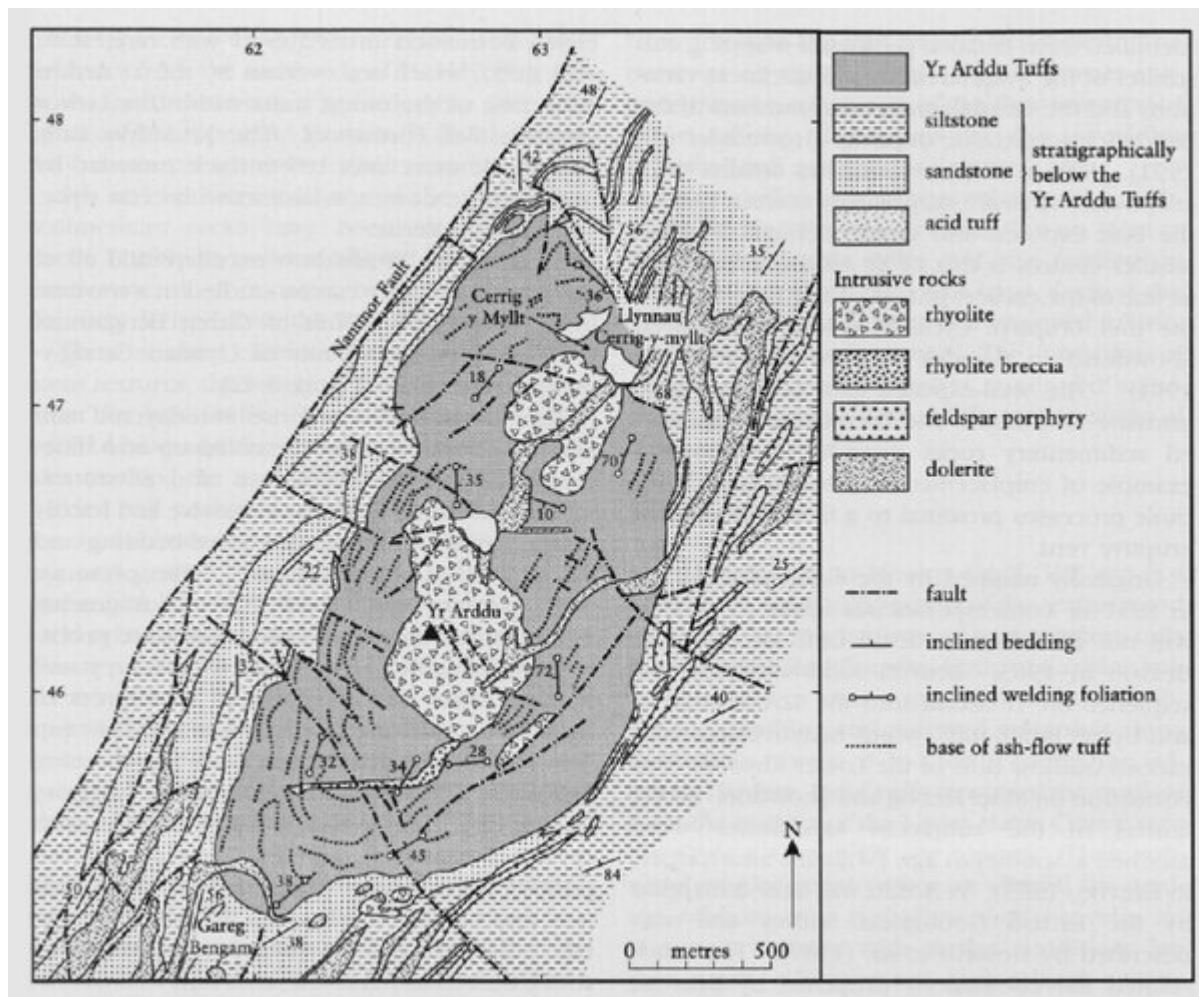 62
63
48
48
42
56
35
Nantmor Fault
Cerrig
y
Myllt
36
Llynnau
Cerrig-y-myllt
18
68
47
70
35
10
22
25
Yr Arddu
32
72
46
40
28
32
34
45
84
50
38
56
Gareg
Bengam
38
N
0 metres 500
Yr Arddu Tuffs
siltstone
sandstone
acid tuff
stratigraphically
below the
Yr Arddu Tuffs
Intrusive rocks
rhyolite
rhyolite breccia
feldspar porphyry
dolerite
fault
inclined bedding
inclined welding foliation
base of ash-flow tuff